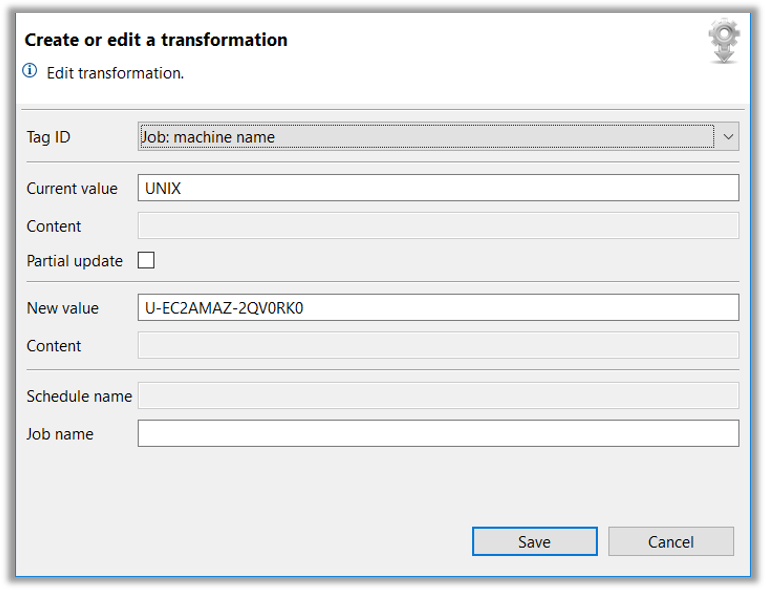 Create or edit a transformation
Edit transformation.
Tag ID Job: machine name
Current value UNIX
Content
Partial update
New value U-EC2AMAZ-2QV0RK0
Content
Schedule name
Job name
Save Cancel